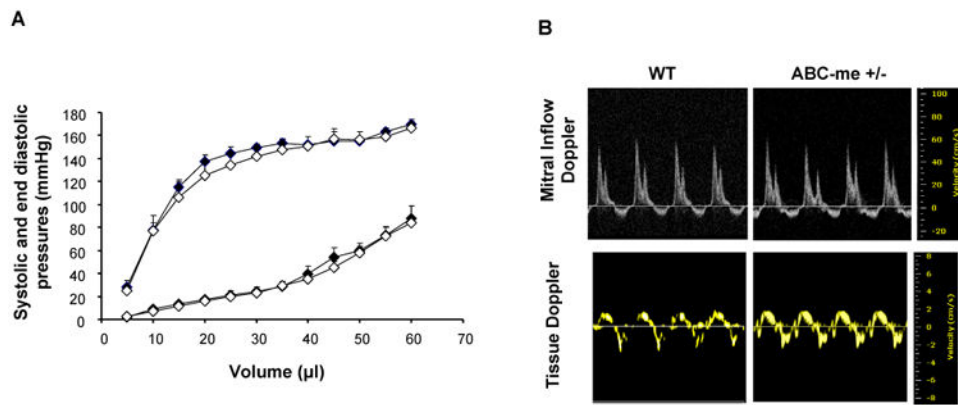 A
Systolic and end diastolic
pressures (mmHg)
180
160
140
120
100
80
60
40
20
0
0 10 20 30 40 50 60 70
Volume (µl)
B
WT ABC-me +/-
Mitral Inflow
Doppler
100
80
60
40
20
0
-20
Velocity (cm/s)
Tissue Doppler
8
6
4
2
0
-2
-4
-6
-8
Velocity (cm/s)